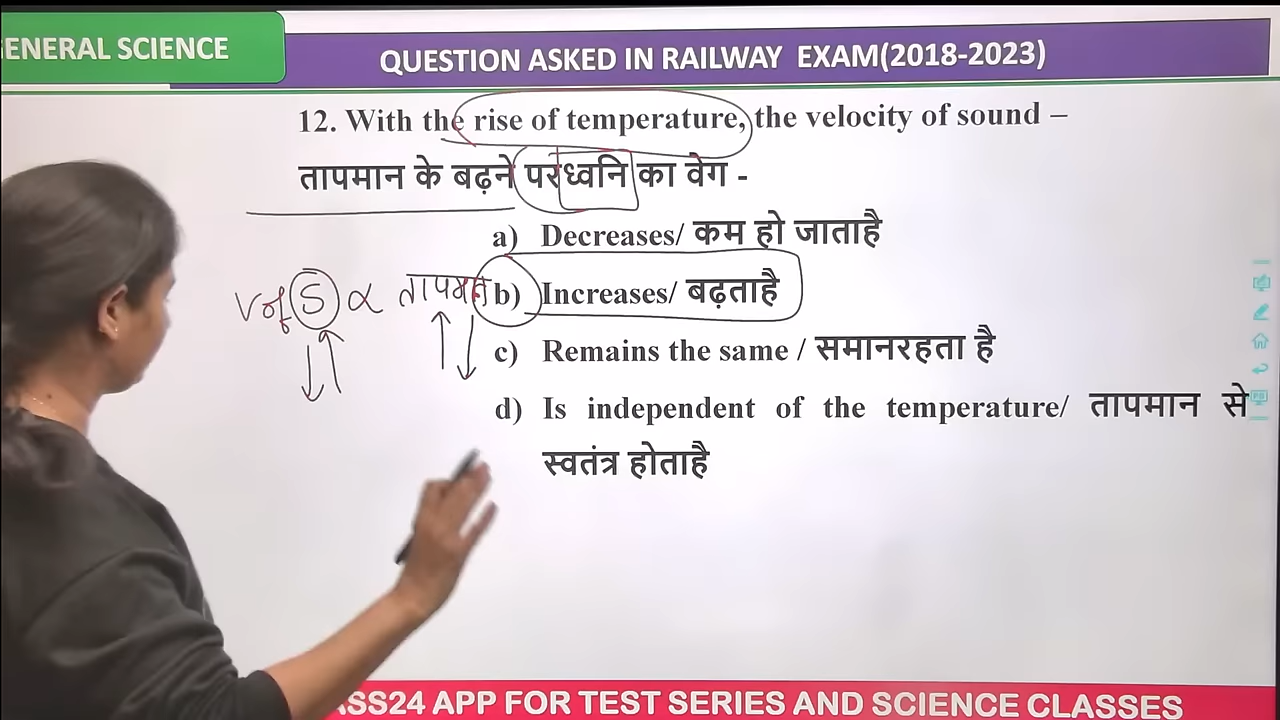 GENERAL SCIENCE
QUESTION ASKED IN RAILWAY EXAM(2018-2023)
12. With the rise of temperature, the velocity of sound –
तापमान के बढ़ने पर ध्वनि का वेग -
a) Decreases/ कम हो जाताहै
b) Increases/ बढ़ताहै
V of S ∝ तापमान
c) Remains the same / समानरहता है
d) Is independent of the temperature/ तापमान से
स्वतंत्र होताहै
ASS24 APP FOR TEST SERIES AND SCIENCE CLASSES